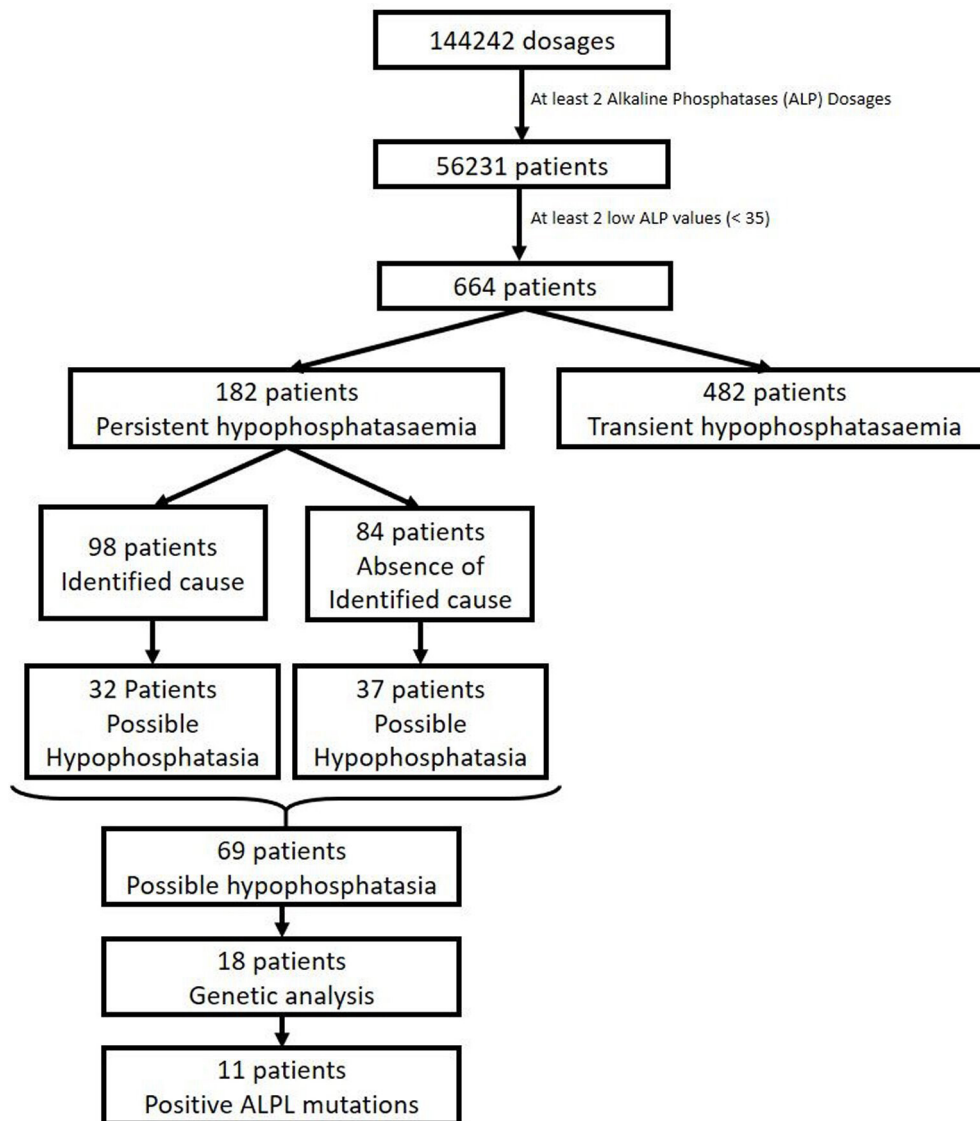 144242 dosages
At least 2 Alkaline Phosphatases (ALP) Dosages
56231 patients
At least 2 low ALP values (< 35)
664 patients
182 patients
Persistent hypophosphatasaemia
482 patients
Transient hypophosphatasaemia
98 patients
Identified cause
84 patients
Absence of
Identified cause
32 Patients
Possible
Hypophosphatasia
37 patients
Possible
Hypophosphatasia
69 patients
Possible hypophosphatasia
18 patients
Genetic analysis
11 patients
Positive ALPL mutations